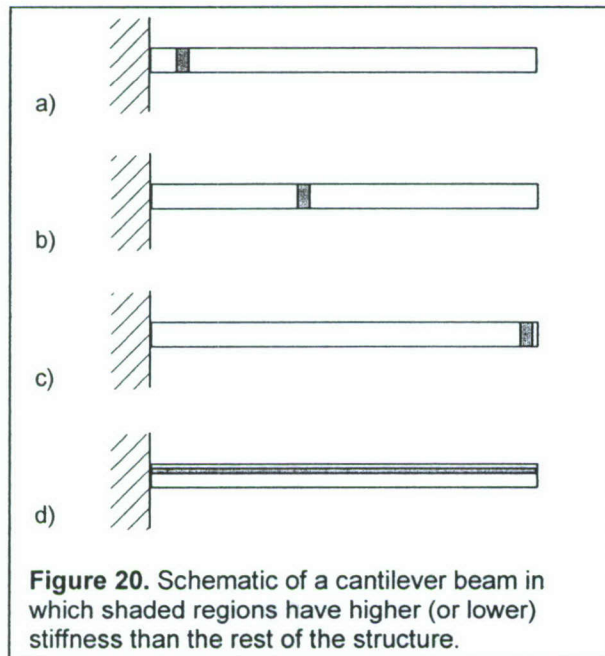 a)
b)
c)
d)
Figure 20. Schematic of a cantilever beam in
which shaded regions have higher (or lower)
stiffness than the rest of the structure.